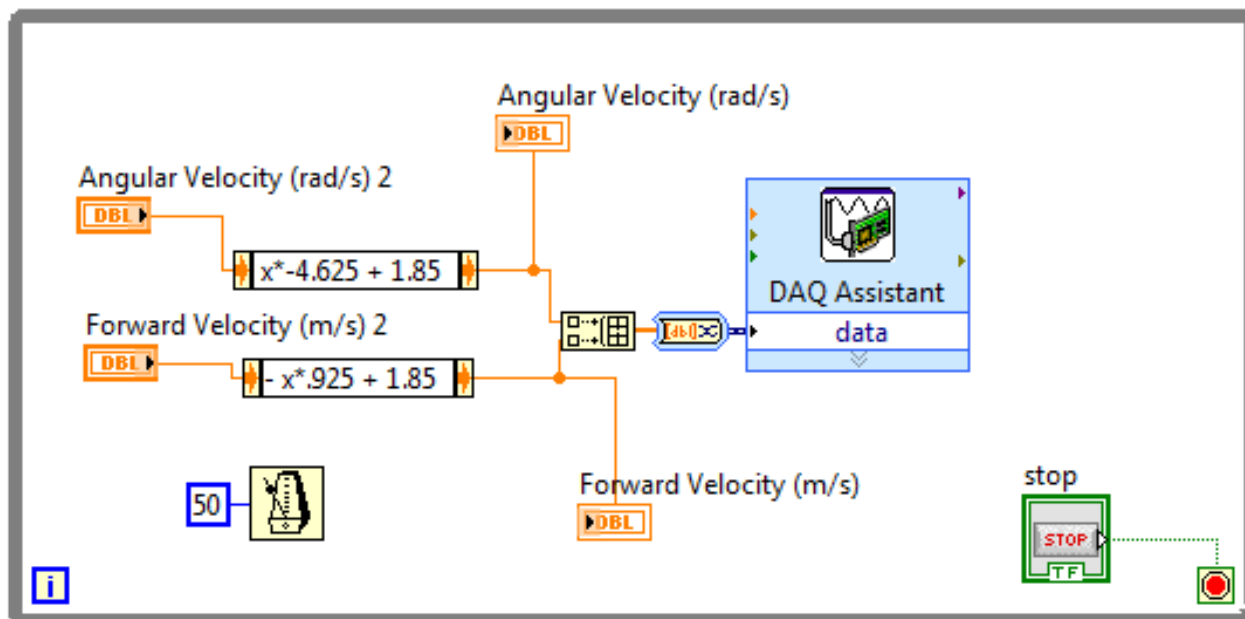 Angular Velocity (rad/s)
DBL
Angular Velocity (rad/s) 2
DBL
x*-4.625 + 1.85
DAQ Assistant
data
Forward Velocity (m/s) 2
DBL
- x*.925 + 1.85
[dbl]
50
Forward Velocity (m/s)
DBL
stop
STOP
TF
i